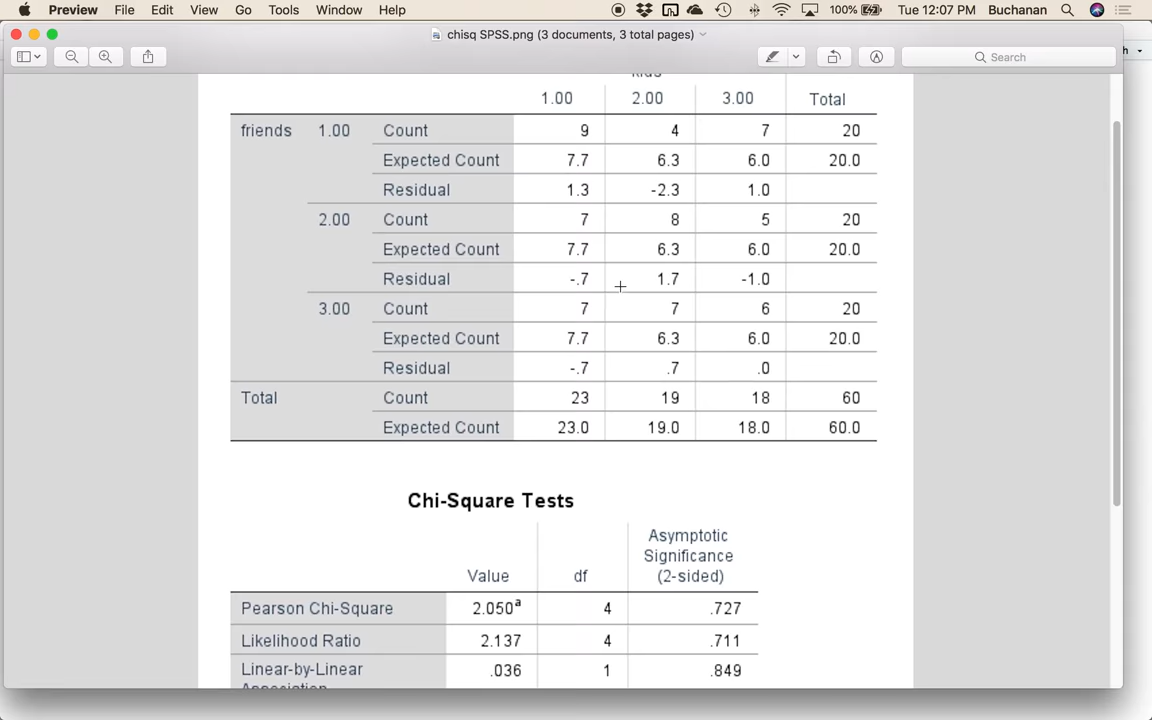 Preview File Edit View Go Tools Window Help 100% Tue 12:07 PM Buchanan
chisq SPSS.png (3 documents, 3 total pages)
Search
1.00 2.00 3.00 Total
friends 1.00 Count 9 4 7 20
Expected Count 7.7 6.3 6.0 20.0
Residual 1.3 -2.3 1.0
2.00 Count 7 8 5 20
Expected Count 7.7 6.3 6.0 20.0
Residual -.7 1.7 -1.0
3.00 Count 7 7 6 20
Expected Count 7.7 6.3 6.0 20.0
Residual -.7 .7 .0
Total Count 23 19 18 60
Expected Count 23.0 19.0 18.0 60.0
Chi-Square Tests
Asymptotic
Significance
Value df (2-sided)
Pearson Chi-Square 2.050a 4 .727
Likelihood Ratio 2.137 4 .711
Linear-by-Linear .036 1 .849
Association